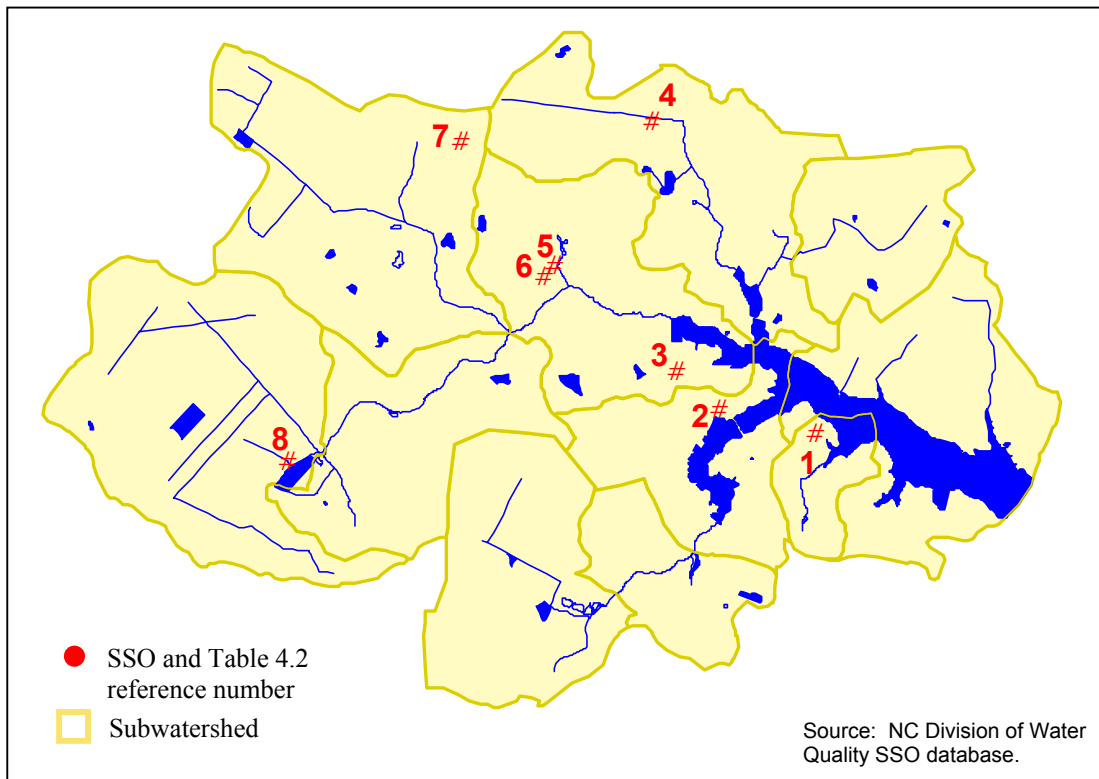 4
7 #
#
5
6 #
#
3
#
2 #
#
1
8
#
SSO and Table 4.2
reference number
Subwatershed
Source: NC Division of Water
Quality SSO database.